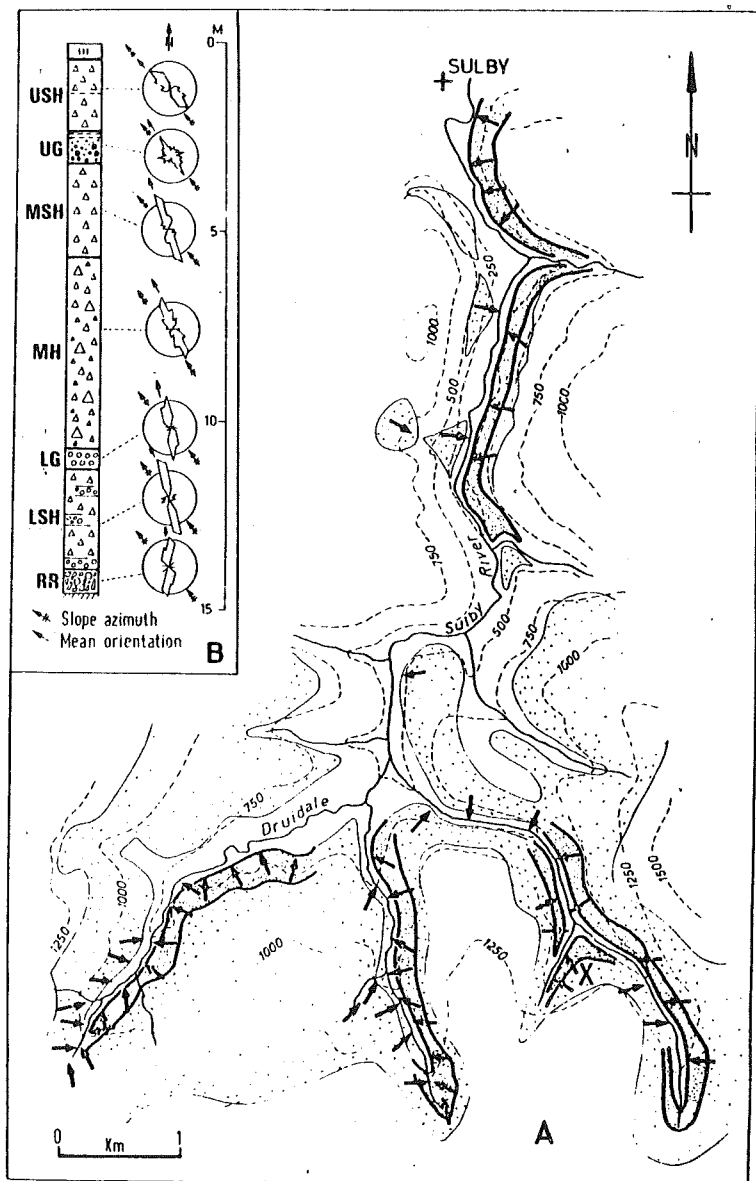 M
0
N
USH
UG
MSH
5
MH
10
LG
LSH
RR
15
Slope azimuth
Mean orientation
B
SULBY
N
250
1000
500
750
1000
750
River
Sulby
500
750
1000
750
Druidale
1000
1250
1000
1250
1250
1500
X
0
1
Km
A